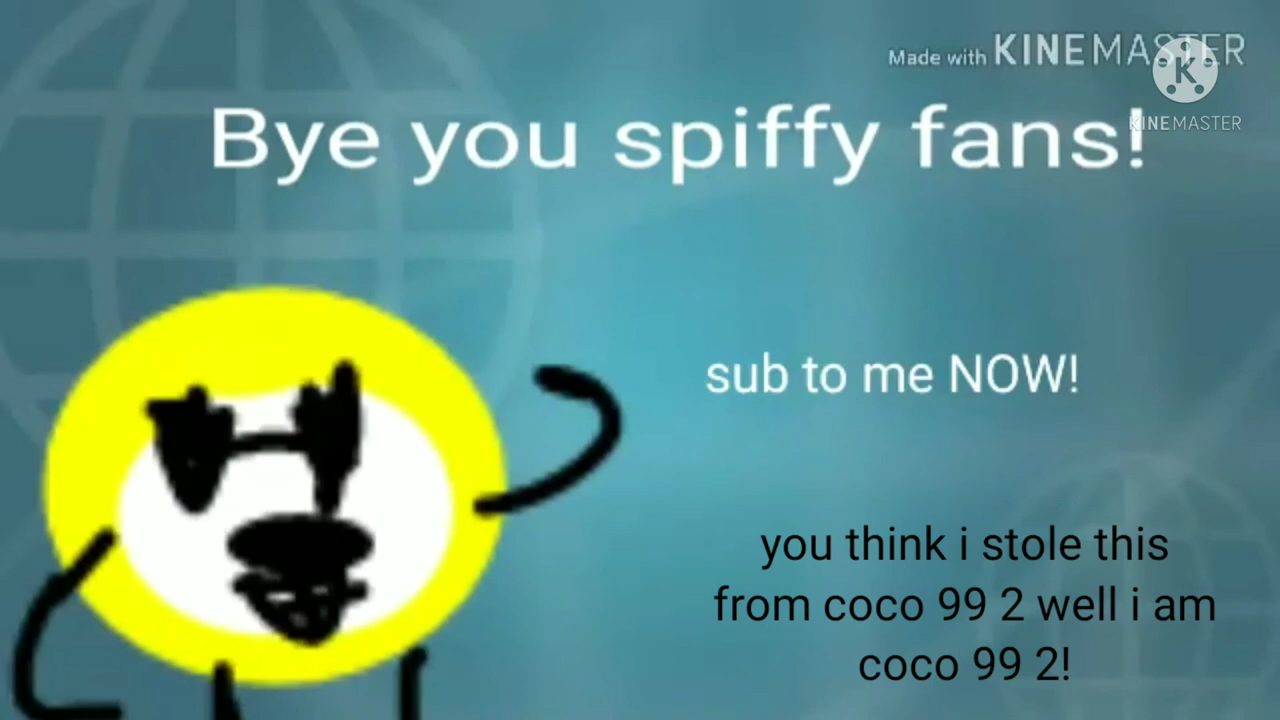 Made with KINEMASTER
K
KINEMASTER
Bye you spiffy fans!
sub to me NOW!
you think i stole this
from coco 99 2 well i am
coco 99 2!